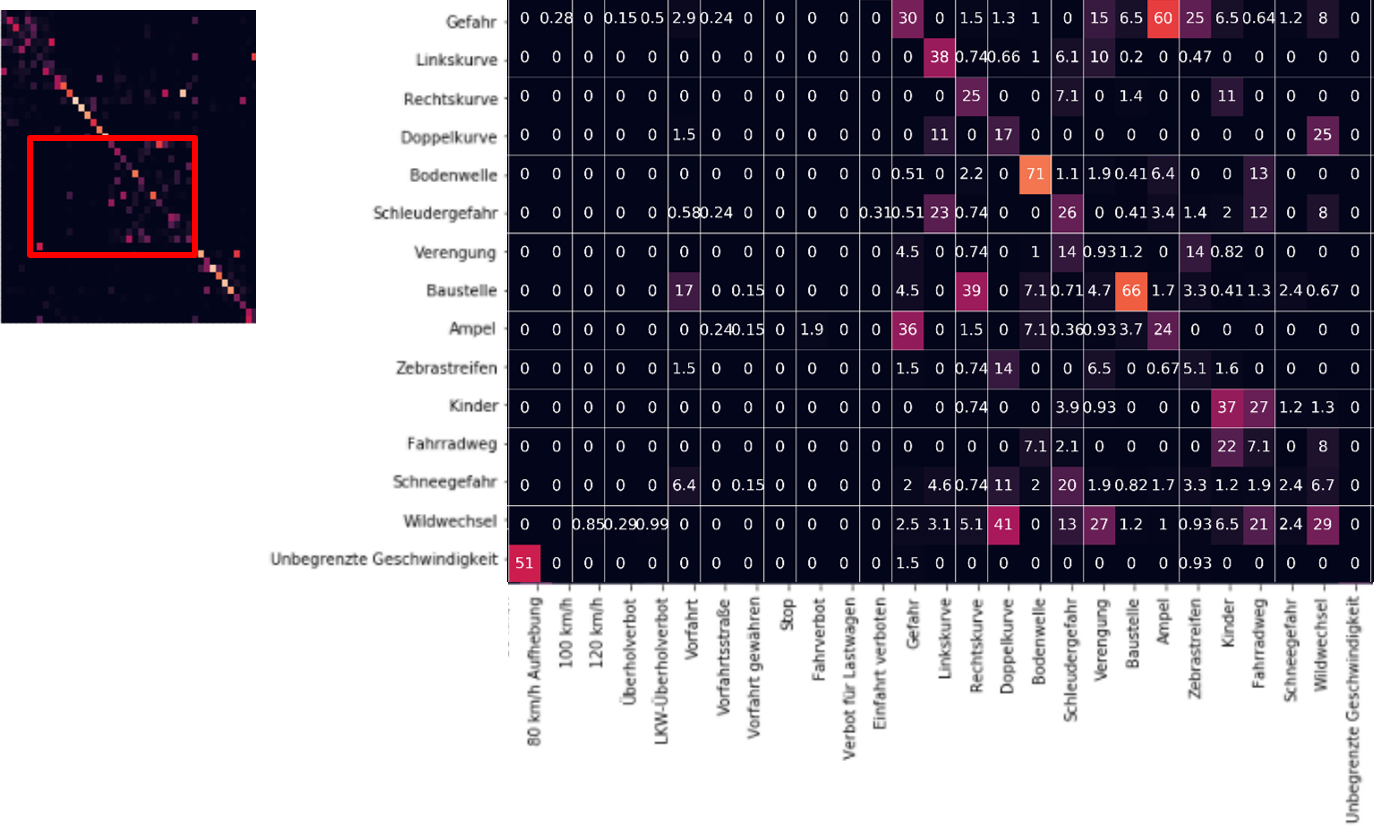 Gefahr 0 0.28 0 0.15 0.5 2.9 0.24 0 0 0 0 0 30 0 1.5 1.3 1 0 15 6.5 60 25 6.5 0.64 1.2 8 0
Linkskurve 0 0 0 0 0 0 0 0 0 0 0 0 0 38 0.74 0.66 1 6.1 10 0.2 0 0.47 0 0 0 0 0
Rechtskurve 0 0 0 0 0 0 0 0 0 0 0 0 0 0 25 0 0 7.1 0 1.4 0 0 11 0 0 0 0
Doppelkurve 0 0 0 0 0 1.5 0 0 0 0 0 0 0 11 0 17 0 0 0 0 0 0 0 0 0 25 0
Bodenwelle 0 0 0 0 0 0 0 0 0 0 0 0 0.51 0 2.2 0 71 1.1 1.9 0.41 6.4 0 0 13 0 0 0
Schleudergefahr 0 0 0 0 0 0.58 0.24 0 0 0 0 0.31 0.51 23 0.74 0 0 26 0 0.41 3.4 1.4 2 12 0 8 0
Verengung 0 0 0 0 0 0 0 0 0 0 0 0 4.5 0 0.74 0 1 14 0.93 1.2 0 14 0.82 0 0 0 0
Baustelle 0 0 0 0 0 17 0 0.15 0 0 0 0 4.5 0 39 0 7.1 0.71 4.7 66 1.7 3.3 0.41 1.3 2.4 0.67 0
Ampel 0 0 0 0 0 0 0.24 0.15 0 1.9 0 0 36 0 1.5 0 7.1 0.36 0.93 3.7 24 0 0 0 0 0 0
Zebrastreifen 0 0 0 0 0 1.5 0 0 0 0 0 0 1.5 0 0.74 14 0 0 6.5 0 0.67 5.1 1.6 0 0 0 0
Kinder 0 0 0 0 0 0 0 0 0 0 0 0 0 0 0.74 0 0 3.9 0.93 0 0 0 37 27 1.2 1.3 0
Fahrradweg 0 0 0 0 0 0 0 0 0 0 0 0 0 0 0 0 7.1 2.1 0 0 0 0 22 7.1 0 8 0
Schneegefahr 0 0 0 0 0 6.4 0 0.15 0 0 0 0 2 4.6 0.74 11 2 20 1.9 0.82 1.7 3.3 1.2 1.9 2.4 6.7 0
Wildwechsel 0 0 0.85 0.29 0.99 0 0 0 0 0 0 0 2.5 3.1 5.1 41 0 13 27 1.2 1 0.93 6.5 21 2.4 29 0
Unbegrenzte Geschwindigkeit 51 0 0 0 0 0 0 0 0 0 0 0 1.5 0 0 0 0 0 0 0 0 0.93 0 0 0 0 0
80 km/h Aufhebung
100 km/h
120 km/h
Überholverbot
LKW-Überholverbot
Vorfahrt
Vorfahrtsstraße
Vorfahrt gewähren
Stop
Fahrverbot
Verbot für Lastwagen
Einfahrt verboten
Gefahr
Linkskurve
Rechtskurve
Doppelkurve
Bodenwelle
Schleudergefahr
Verengung
Baustelle
Ampel
Zebrastreifen
Kinder
Fahrradweg
Schneegefahr
Wildwechsel
Unbegrenzte Geschwindigkeit